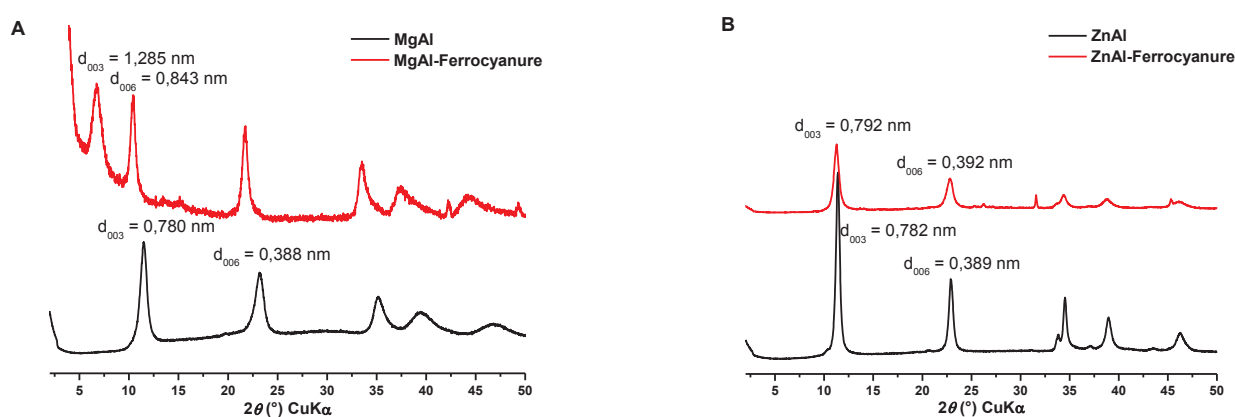 A
MgAl
MgAl-Ferrocyanure
d003 = 1,285 nm
d006 = 0,843 nm
d003 = 0,780 nm
d006 = 0,388 nm
5 10 15 20 25 30 35 40 45 50
2θ (°) CuKα
B
ZnAl
ZnAl-Ferrocyanure
d003 = 0,792 nm
d006 = 0,392 nm
d003 = 0,782 nm
d006 = 0,389 nm
5 10 15 20 25 30 35 40 45 50
2θ (°) CuKα